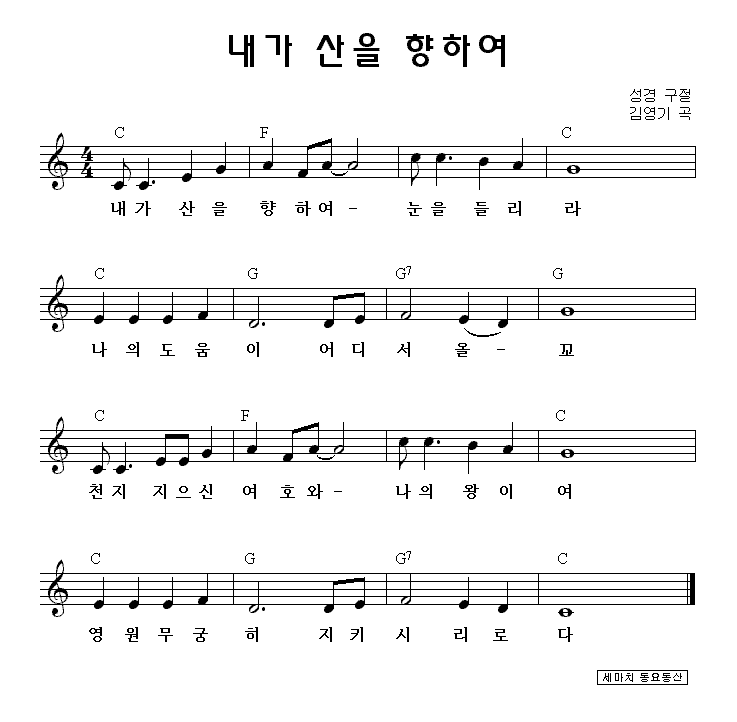 내가 산을 향하여
성경 구절
김영기 곡
C F C
4
4
내 가 산 을 향 하 여 - 눈 을 들 리 라
C G G7 G
나 의 도 움 이 어 디 서 올 - 꼬
C F C
천 지 지 으 신 여 호 와 - 나 의 왕 이 여
C G G7 C
영 원 무 궁 히 지 키 시 리 로 다
세마치 동요동산